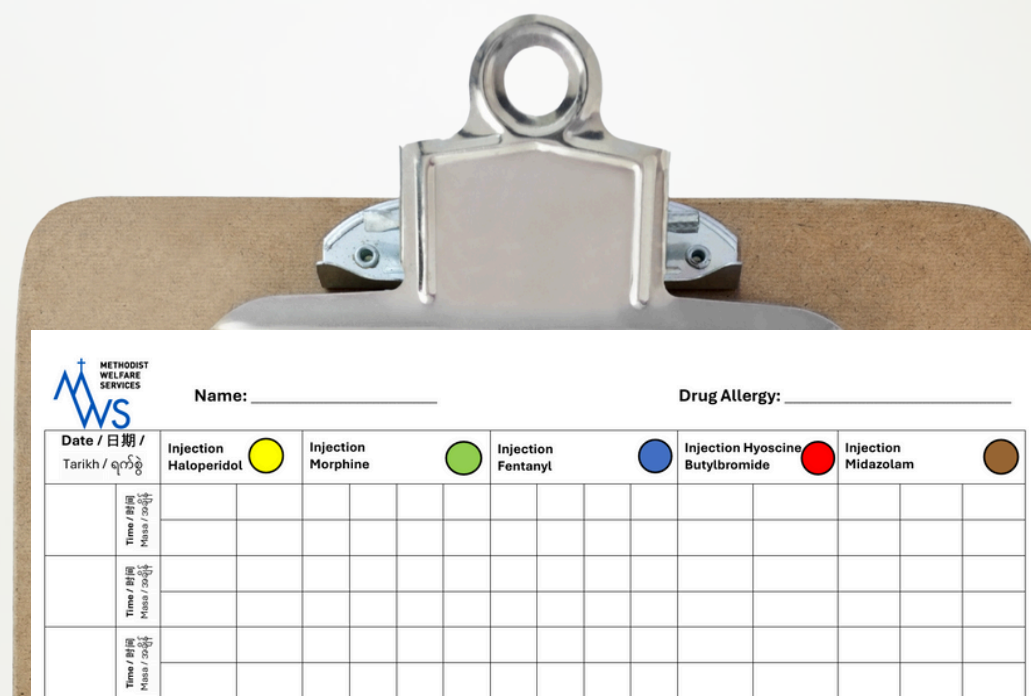 METHODIST
WELFARE
SERVICES
MWS
Name:
Drug Allergy:
Date / 日期 /
Tarikh / ရက်စွဲ
Injection
Haloperidol
Injection
Morphine
Injection
Fentanyl
Injection Hyoscine
Butylbromide
Injection
Midazolam
Time / 时间
Masa / အချိန်
Time / 时间
Masa / အချိန်
Time / 时间
Masa / အချိန်